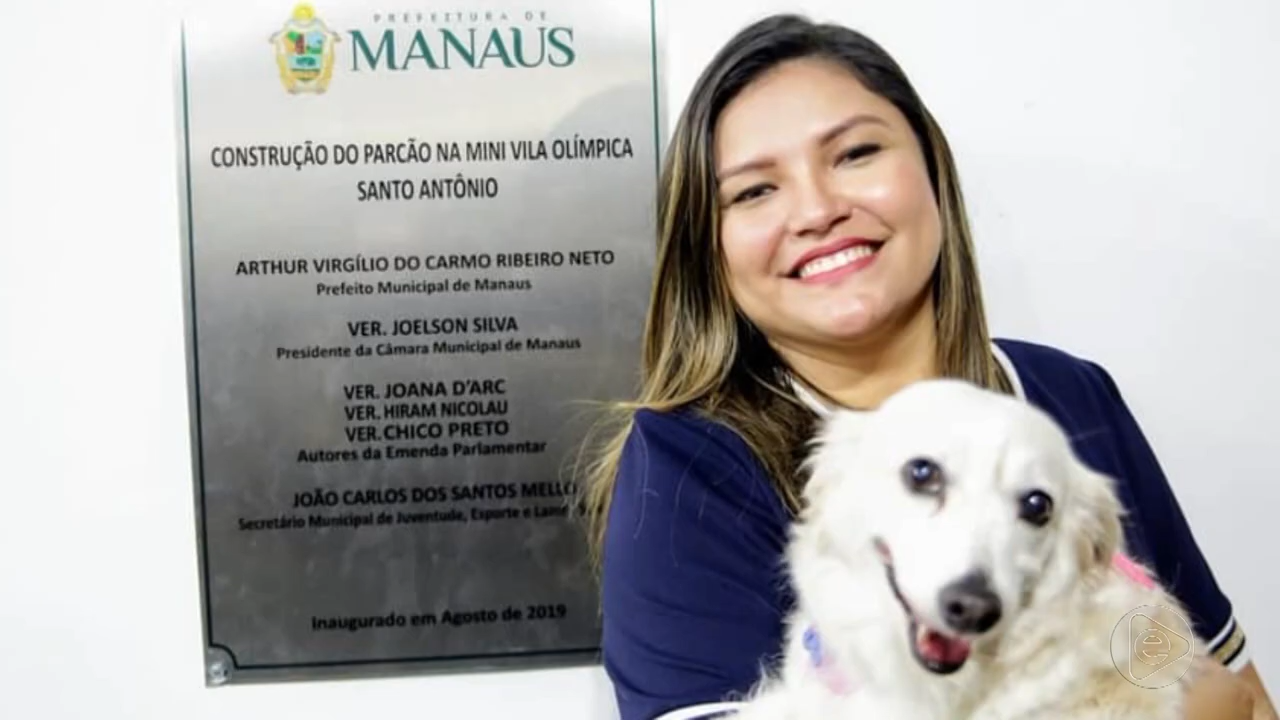 PREFEITURA DE
MANAUS
CONSTRUÇÃO DO PARCÃO NA MINI VILA OLÍMPICA
SANTO ANTÔNIO
ARTHUR VIRGÍLIO DO CARMO RIBEIRO NETO
Prefeito Municipal de Manaus
VER. JOELSON SILVA
Presidente da Câmara Municipal de Manaus
VER. JOANA D'ARC
VER. HIRAM NICOLAU
VER. CHICO PRETO
Autores da Emenda Parlamentar
JOÃO CARLOS DOS SANTOS MELLO
Secretário Municipal de Juventude, Esporte e Lazer
Inaugurado em Agosto de 2019